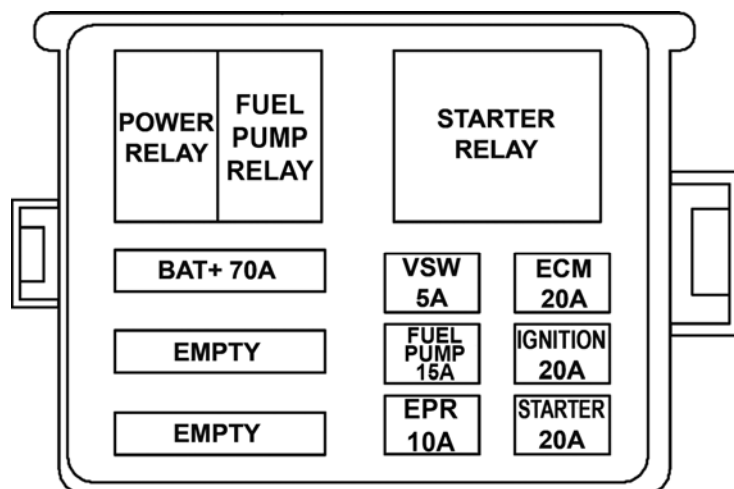 POWER
RELAY
FUEL
PUMP
RELAY
STARTER
RELAY
BAT+ 70A
VSW
5A
ECM
20A
EMPTY
FUEL
PUMP
15A
IGNITION
20A
EMPTY
EPR
10A
STARTER
20A